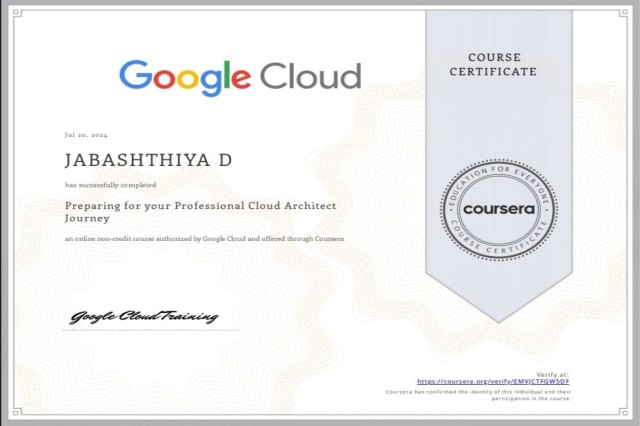 Google Cloud
COURSE
CERTIFICATE
Jul 20, 2024
JABASHTHIYA D
has successfully completed
Preparing for your Professional Cloud Architect
Journey
an online non-credit course authorized by Google Cloud and offered through Coursera
EDUCATION FOR EVERYONE
coursera
COURSE CERTIFICATE
Google Cloud Training
Verify at:
https://coursera.org/verify/EMVJCTFGWSDF
Coursera has confirmed the identity of this individual and their
participation in the course.